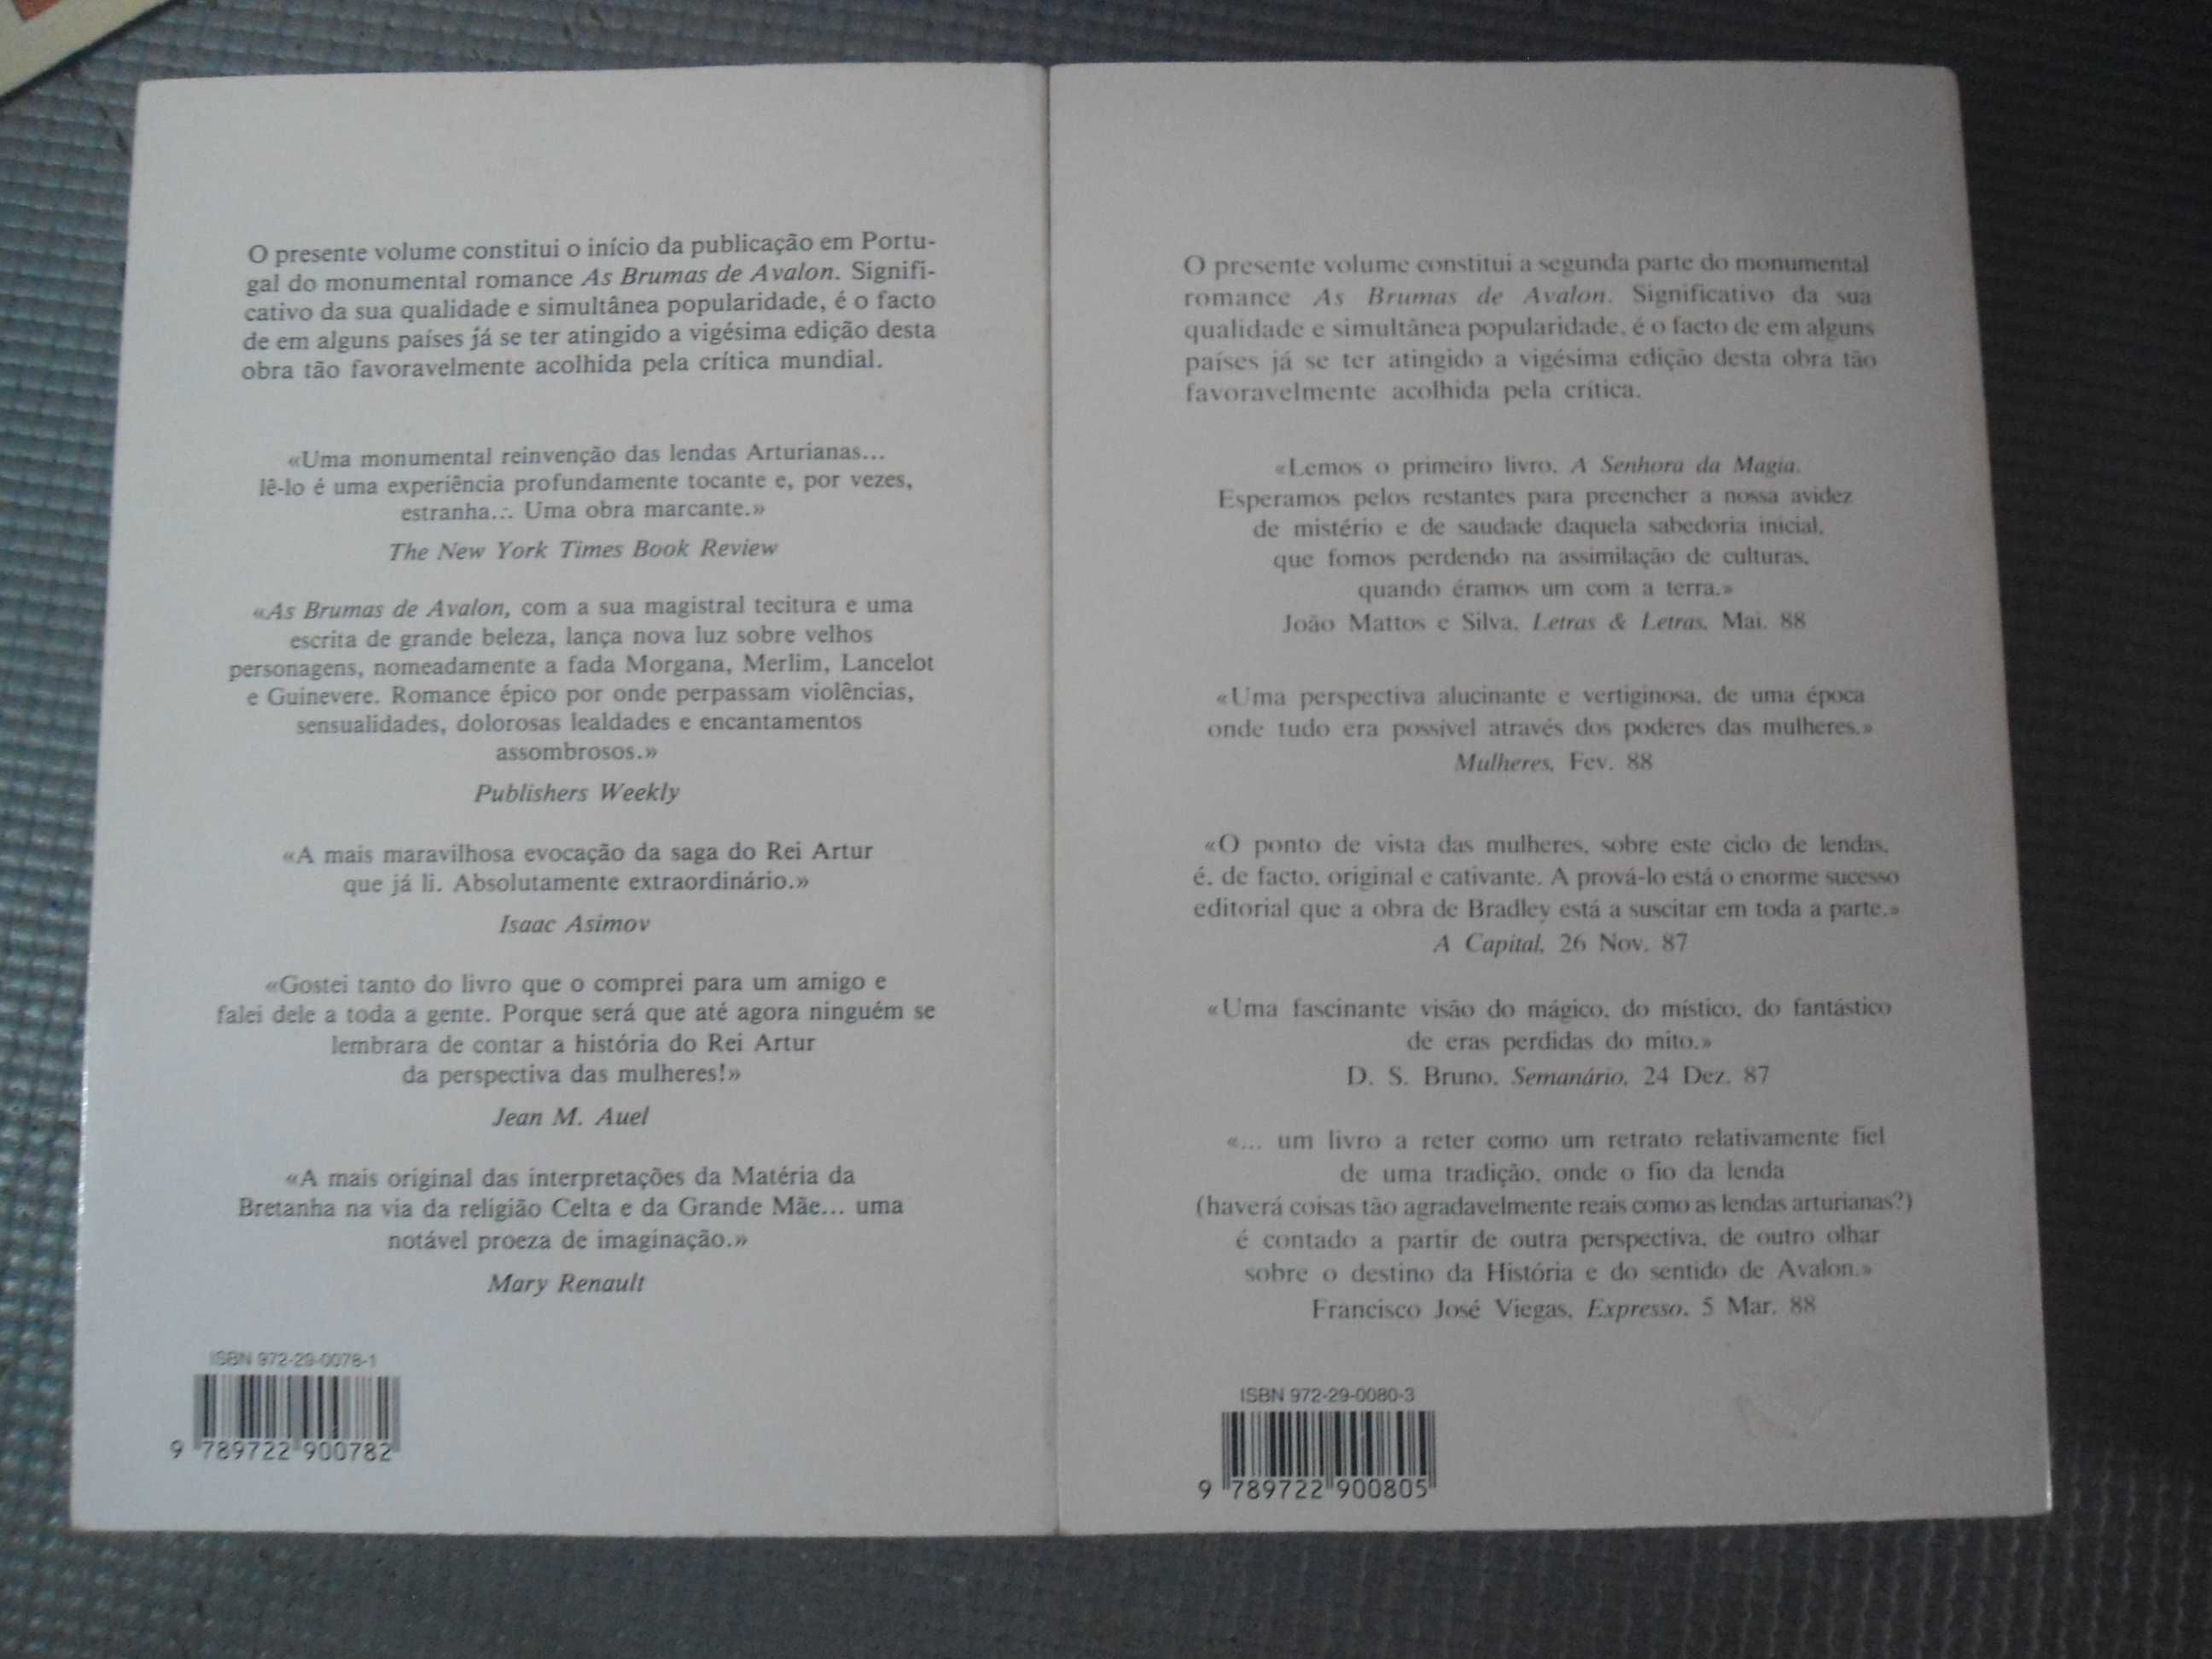 O presente volume constitui o início da publicação em Portu-
gal do monumental romance As Brumas de Avalon. Signifi-
cativo da sua qualidade e simultânea popularidade, é o facto
de em alguns países já se ter atingido a vigésima edição desta
obra tão favoravelmente acolhida pela crítica mundial.
«Uma monumental reinvenção das lendas Arturianas...
lê-lo é uma experiência profundamente tocante e, por vezes,
estranha... Uma obra marcante.»
The New York Times Book Review
«As Brumas de Avalon, com a sua magistral tecitura e uma
escrita de grande beleza, lança nova luz sobre velhos
personagens, nomeadamente a fada Morgana, Merlim, Lancelot
e Guinevere. Romance épico por onde perpassam violências,
sensualidades, dolorosas lealdades e encantamentos
assombrosos.»
Publishers Weekly
«A mais maravilhosa evocação da saga do Rei Artur
que já li. Absolutamente extraordinário.»
Isaac Asimov
«Gostei tanto do livro que o comprei para um amigo e
falei dele a toda a gente. Porque será que até agora ninguém se
lembrara de contar a história do Rei Artur
da perspectiva das mulheres!»
Jean M. Auel
«A mais original das interpretações da Matéria da
Bretanha na via da religião Celta e da Grande Mãe... uma
notável proeza de imaginação.»
Mary Renault
ISBN 972-29-0078-1
9 789722 900782
O presente volume constitui a segunda parte do monumental
romance As Brumas de Avalon. Significativo da sua
qualidade e simultânea popularidade, é o facto de em alguns
países já se ter atingido a vigésima edição desta obra tão
favoravelmente acolhida pela crítica.
«Lemos o primeiro livro, A Senhora da Magia.
Esperamos pelos restantes para preencher a nossa avidez
de mistério e de saudade daquela sabedoria inicial,
que fomos perdendo na assimilação de culturas,
quando éramos um com a terra.»
João Mattos e Silva, Letras & Letras, Mai. 88
«Uma perspectiva alucinante e vertiginosa, de uma época
onde tudo era possível através dos poderes das mulheres.»
Mulheres, Fev. 88
«O ponto de vista das mulheres, sobre este ciclo de lendas,
é, de facto, original e cativante. A prová-lo está o enorme sucesso
editorial que a obra de Bradley está a suscitar em toda a parte.»
A Capital, 26 Nov. 87
«Uma fascinante visão do mágico, do místico, do fantástico
de eras perdidas do mito.»
D. S. Bruno, Semanário, 24 Dez. 87
«... um livro a reter como um retrato relativamente fiel
de uma tradição, onde o fio da lenda
(haverá coisas tão agradavelmente reais como as lendas arturianas?)
é contado a partir de outra perspectiva, de outro olhar
sobre o destino da História e do sentido de Avalon.»
Francisco José Viegas, Expresso, 5 Mar. 88
ISBN 972-29-0080-3
9 789722 900805